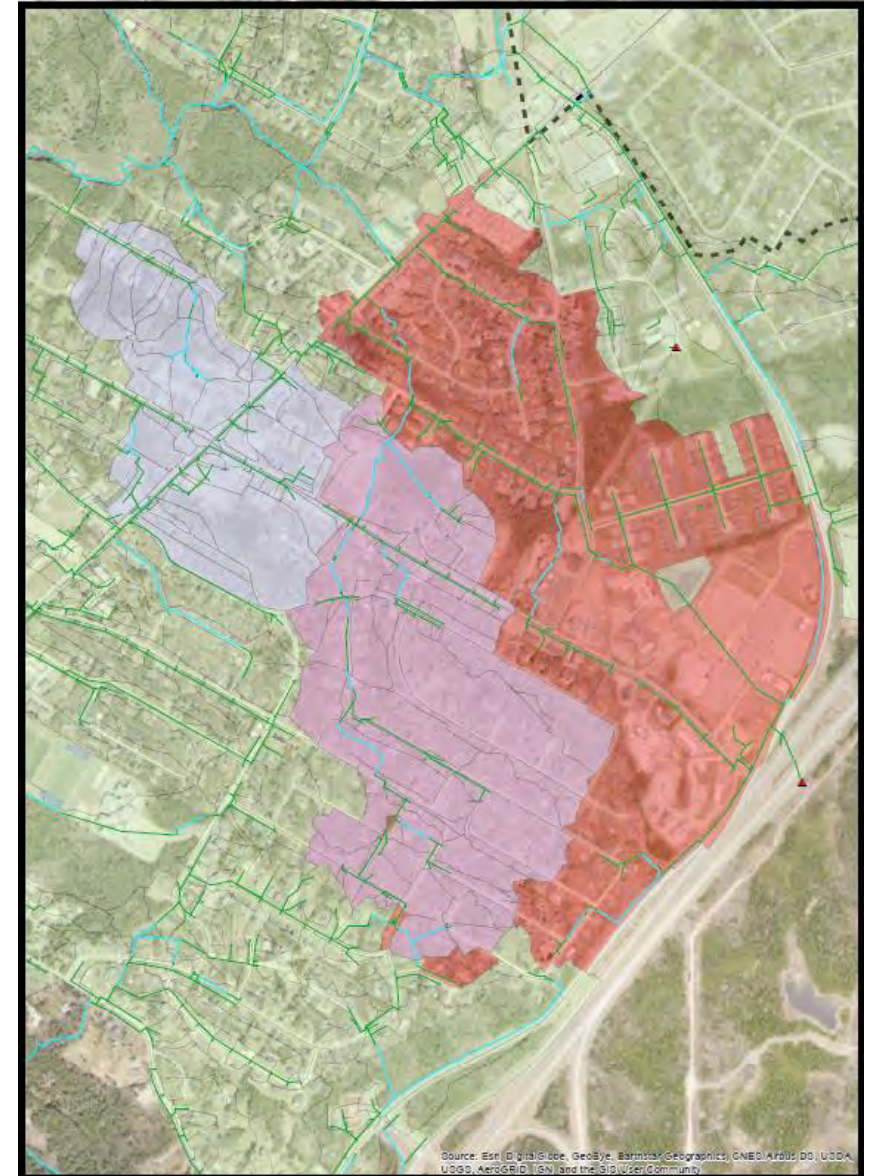 Source: Esri, DigitalGlobe, GeoEye, Earthstar Geographics, CNES/Airbus DS, USDA,
USGS, AeroGRID, IGN, and the GIS User Community